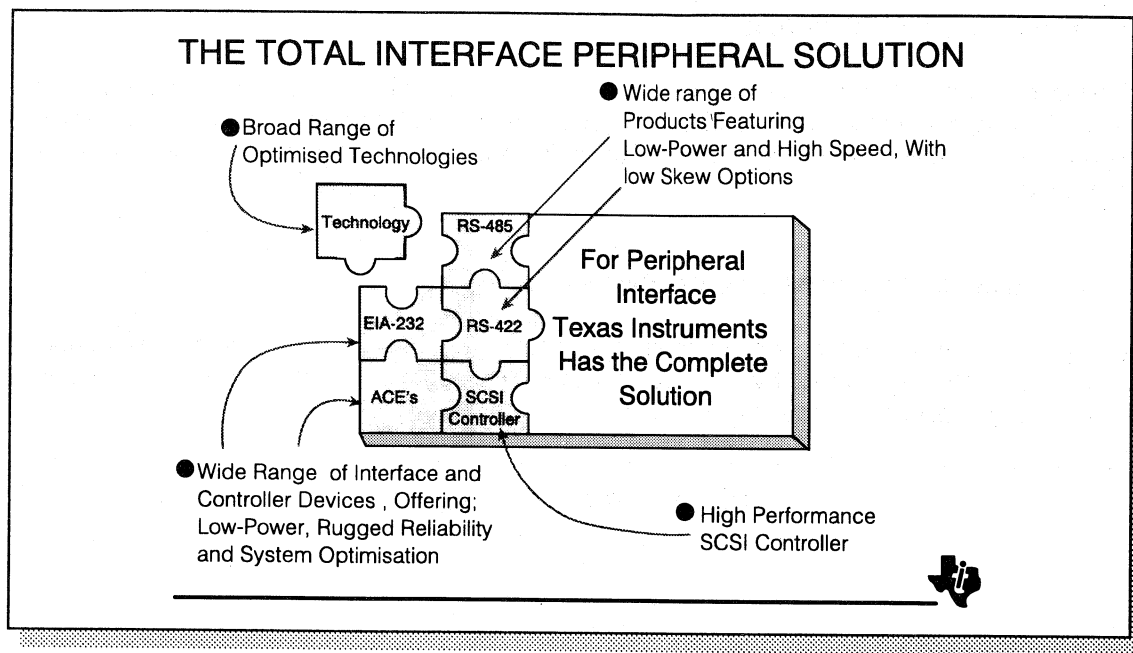 THE TOTAL INTERFACE PERIPHERAL SOLUTION
Wide range of
Products Featuring
Low-Power and High Speed, With
low Skew Options
Broad Range of
Optimised Technologies
Technology
RS-485
EIA-232
RS-422
ACE's
SCSI
Controller
For Peripheral
Interface
Texas Instruments
Has the Complete
Solution
Wide Range of Interface and
Controller Devices , Offering;
Low-Power, Rugged Reliability
and System Optimisation
High Performance
SCSI Controller